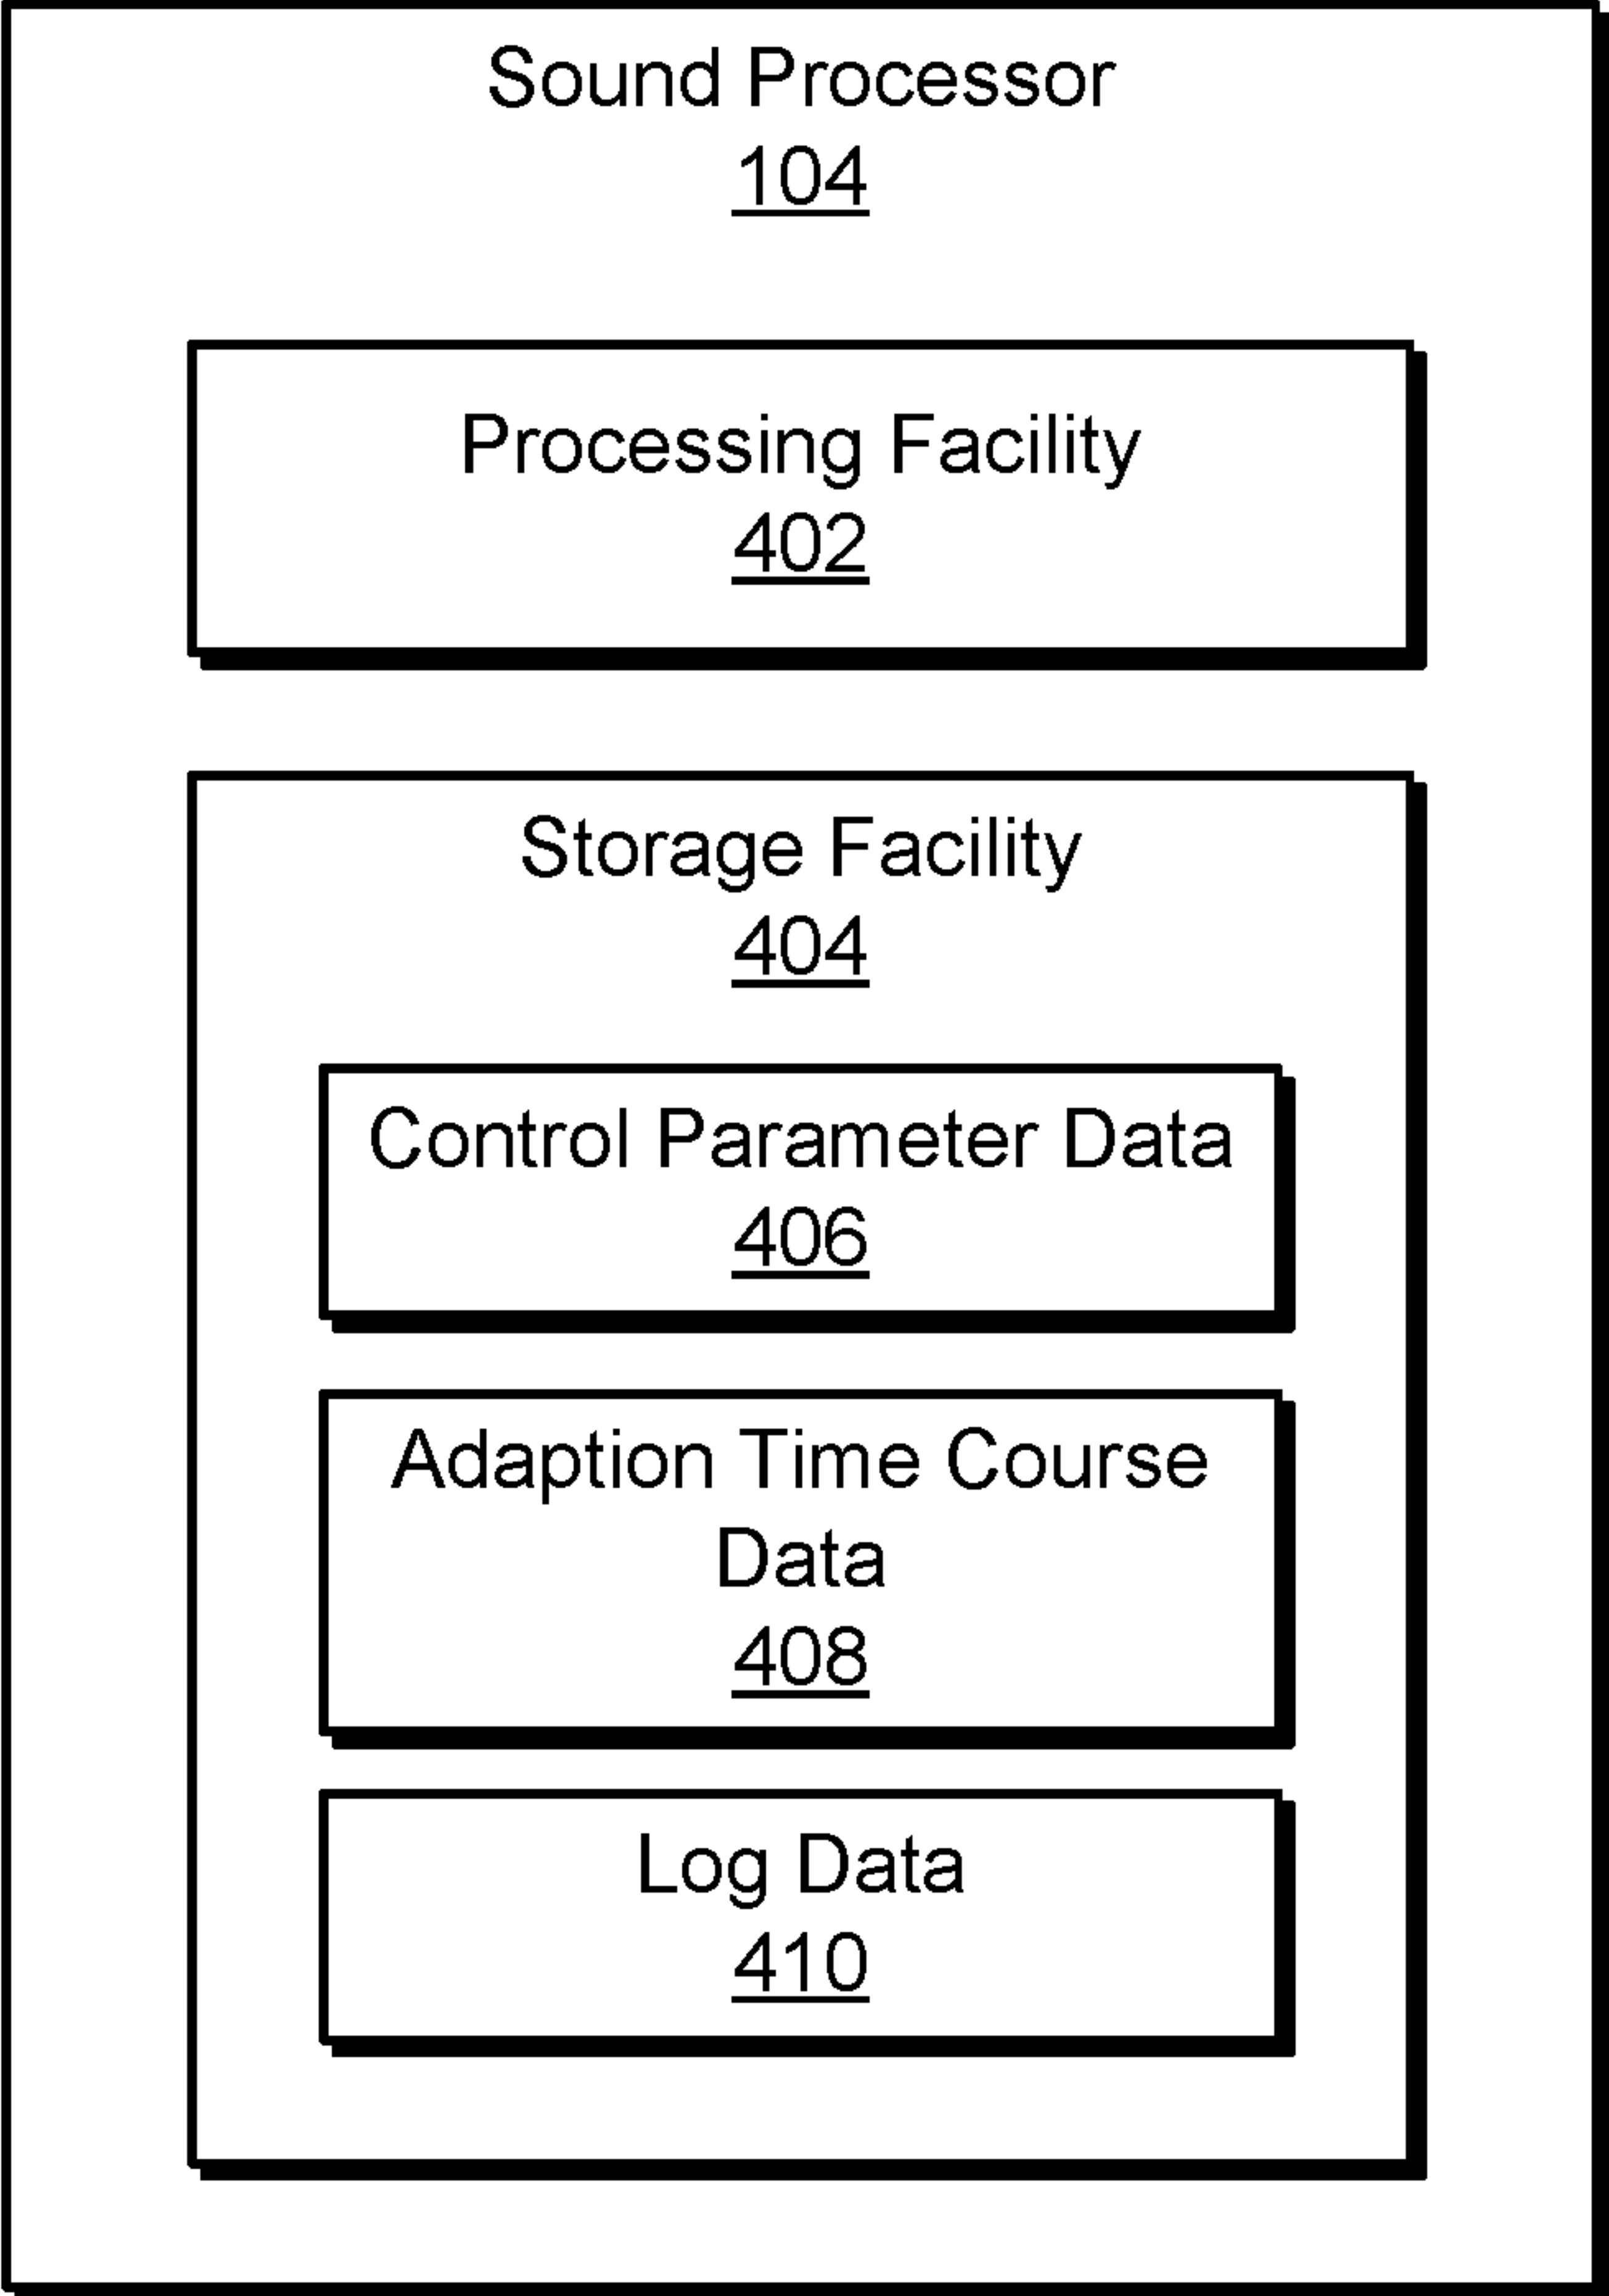 Sound Processor
104
Processing Facility
402
Storage Facility
404
Control Parameter Data
406
Adaption Time Course
Data
408
Log Data
410